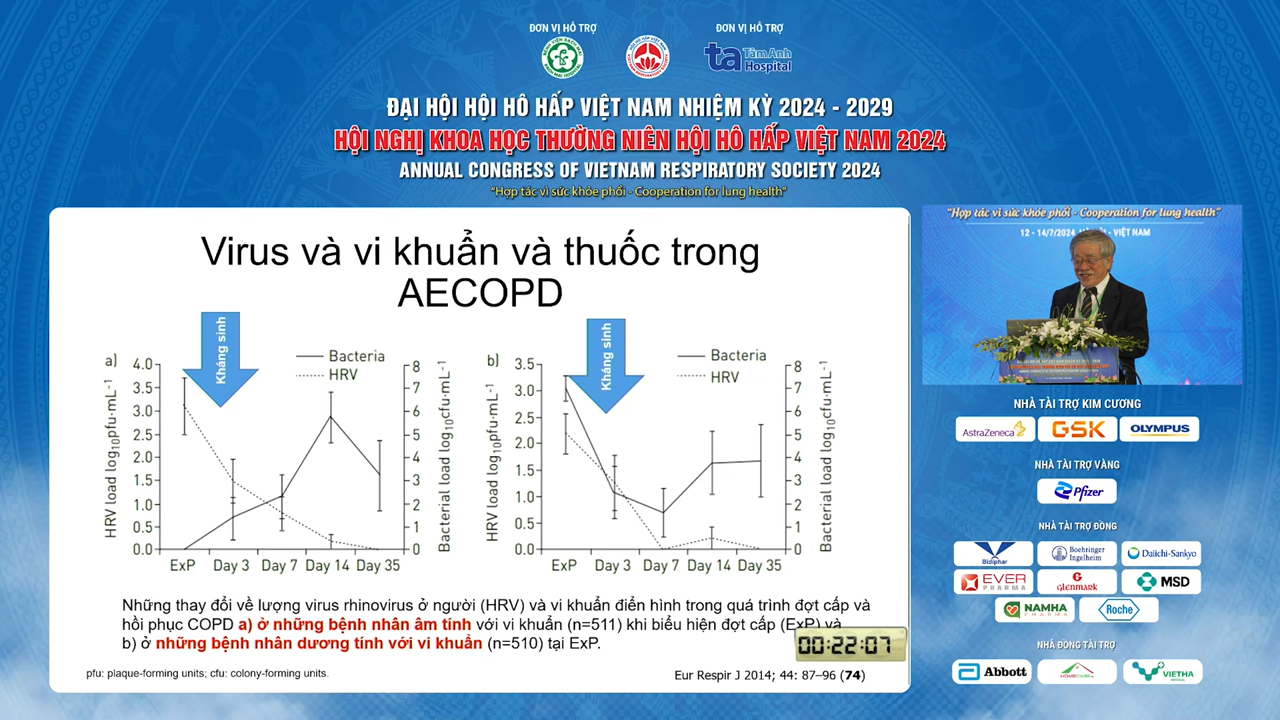 ĐƠN VỊ HỖ TRỢ
ĐƠN VỊ HỖ TRỢ
ta TâmAnh
Hospital
ĐẠI HỘI HỘI HÔ HẤP VIỆT NAM NHIỆM KỲ 2024 - 2029
HỘI NGHỊ KHOA HỌC THƯỜNG NIÊN HỘI HÔ HẤP VIỆT NAM 2024
ANNUAL CONGRESS OF VIETNAM RESPIRATORY SOCIETY 2024
"Hợp tác vì sức khỏe phổi - Cooperation for lung health"
Virus và vi khuẩn và thuốc trong
AECOPD
Kháng sinh
a)
Bacteria
HRV
HRV load log10pfu·mL-1
4.0
3.5
3.0
2.5
2.0
1.5
1.0
0.5
0.0
8
7
6
5
4
3
2
1
0
Bacterial load log10cfu·mL-1
ExP Day 3 Day 7 Day 14 Day 35
Kháng sinh
b)
Bacteria
HRV
HRV load log10pfu·mL-1
3.5
3.0
2.5
2.0
1.5
1.0
0.5
0.0
8
7
6
5
4
3
2
1
0
Bacterial load log10cfu·mL-1
ExP Day 3 Day 7 Day 14 Day 35
Những thay đổi về lượng virus rhinovirus ở người (HRV) và vi khuẩn điển hình trong quá trình đợt cấp và
hồi phục COPD a) ở những bệnh nhân âm tính với vi khuẩn (n=511) khi biểu hiện đợt cấp (ExP) và
b) ở những bệnh nhân dương tính với vi khuẩn (n=510) tại ExP.
00:22:07
pfu: plaque-forming units; cfu: colony-forming units.
Eur Respir J 2014; 44: 87–96 (74)
"Hợp tác vì sức khỏe phổi - Cooperation for lung health"
12 - 14/7/2024, HÀ NỘI - VIỆT NAM
NHÀ TÀI TRỢ KIM CƯƠNG
AstraZeneca
GSK
OLYMPUS
NHÀ TÀI TRỢ VÀNG
Pfizer
NHÀ TÀI TRỢ ĐỒNG
Bidiphar
Boehringer
Ingelheim
Daiichi-Sankyo
EVER
PHARMA
GLENMARK
MSD
NAMHA
PHARMA
Roche
NHÀ ĐỒNG TÀI TRỢ
Abbott
HOMECARE
VIETHA
MEDICAL